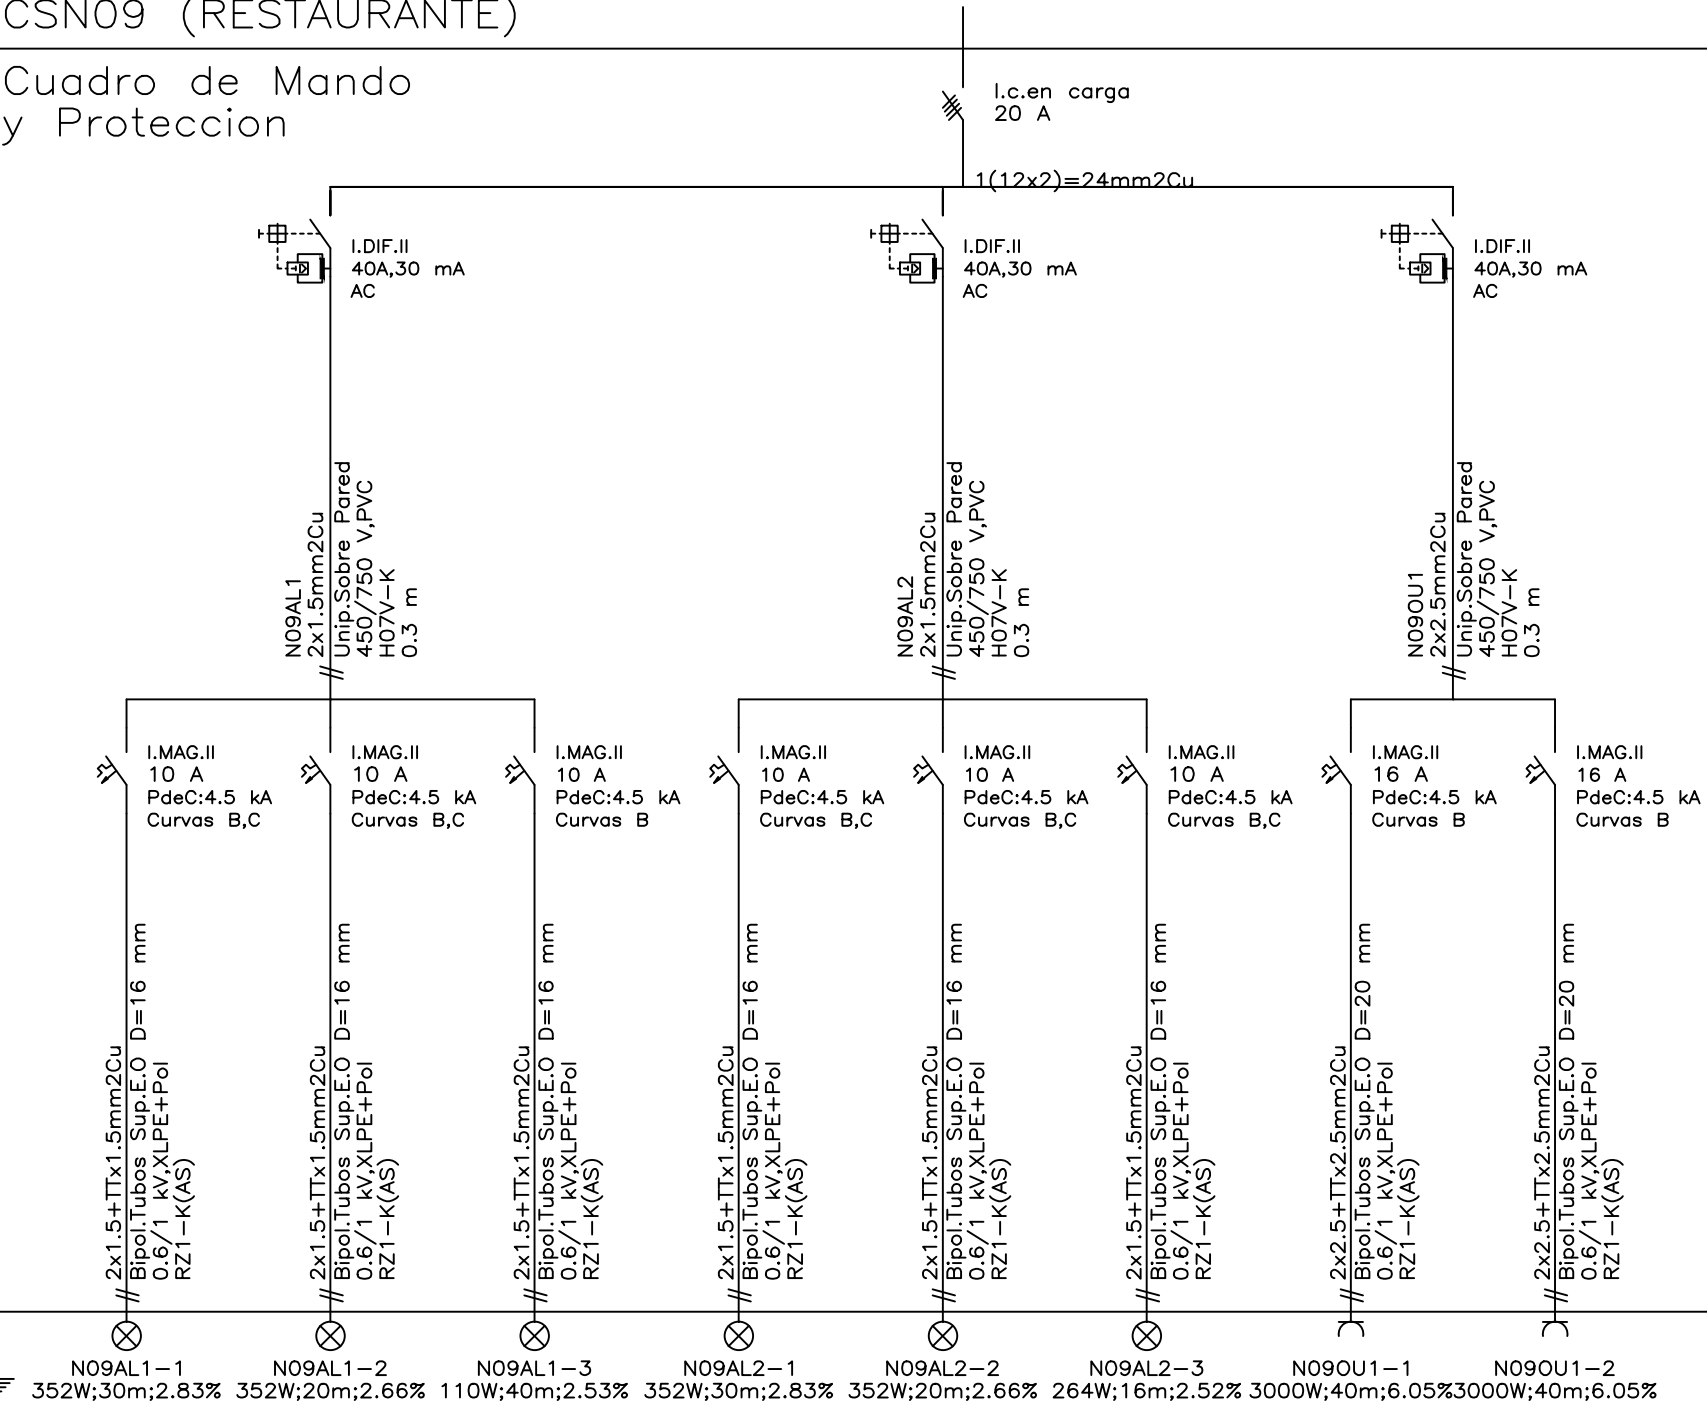 CSN09 (RESTAURANTE)
Cuadro de Mando
y Proteccion
I.c.en carga
20 A
1(12x2)=24mm2Cu
I.DIF.II
40A,30 mA
AC
I.DIF.II
40A,30 mA
AC
I.DIF.II
40A,30 mA
AC
N09AL1
2x1.5mm2Cu
Unip.Sobre Pared
450/750 V,PVC
H07V-K
0.3 m
N09AL2
2x1.5mm2Cu
Unip.Sobre Pared
450/750 V,PVC
H07V-K
0.3 m
N09OU1
2x2.5mm2Cu
Unip.Sobre Pared
450/750 V,PVC
H07V-K
0.3 m
I.MAG.II
10 A
PdeC:4.5 kA
Curvas B,C
I.MAG.II
10 A
PdeC:4.5 kA
Curvas B,C
I.MAG.II
10 A
PdeC:4.5 kA
Curvas B
I.MAG.II
10 A
PdeC:4.5 kA
Curvas B,C
I.MAG.II
10 A
PdeC:4.5 kA
Curvas B,C
I.MAG.II
10 A
PdeC:4.5 kA
Curvas B,C
I.MAG.II
16 A
PdeC:4.5 kA
Curvas B
I.MAG.II
16 A
PdeC:4.5 kA
Curvas B
2x1.5+TTx1.5mm2Cu
Bipol.Tubos Sup.E.O D=16 mm
0.6/1 kV,XLPE+Pol
RZ1-K(AS)
2x1.5+TTx1.5mm2Cu
Bipol.Tubos Sup.E.O D=16 mm
0.6/1 kV,XLPE+Pol
RZ1-K(AS)
2x1.5+TTx1.5mm2Cu
Bipol.Tubos Sup.E.O D=16 mm
0.6/1 kV,XLPE+Pol
RZ1-K(AS)
2x1.5+TTx1.5mm2Cu
Bipol.Tubos Sup.E.O D=16 mm
0.6/1 kV,XLPE+Pol
RZ1-K(AS)
2x1.5+TTx1.5mm2Cu
Bipol.Tubos Sup.E.O D=16 mm
0.6/1 kV,XLPE+Pol
RZ1-K(AS)
2x1.5+TTx1.5mm2Cu
Bipol.Tubos Sup.E.O D=16 mm
0.6/1 kV,XLPE+Pol
RZ1-K(AS)
2x2.5+TTx2.5mm2Cu
Bipol.Tubos Sup.E.O D=20 mm
0.6/1 kV,XLPE+Pol
RZ1-K(AS)
2x2.5+TTx2.5mm2Cu
Bipol.Tubos Sup.E.O D=20 mm
0.6/1 kV,XLPE+Pol
RZ1-K(AS)
N09AL1-1
352W;30m;2.83%
N09AL1-2
352W;20m;2.66%
N09AL1-3
110W;40m;2.53%
N09AL2-1
352W;30m;2.83%
N09AL2-2
352W;20m;2.66%
N09AL2-3
264W;16m;2.52%
N09OU1-1
3000W;40m;6.05%
N09OU1-2
3000W;40m;6.05%